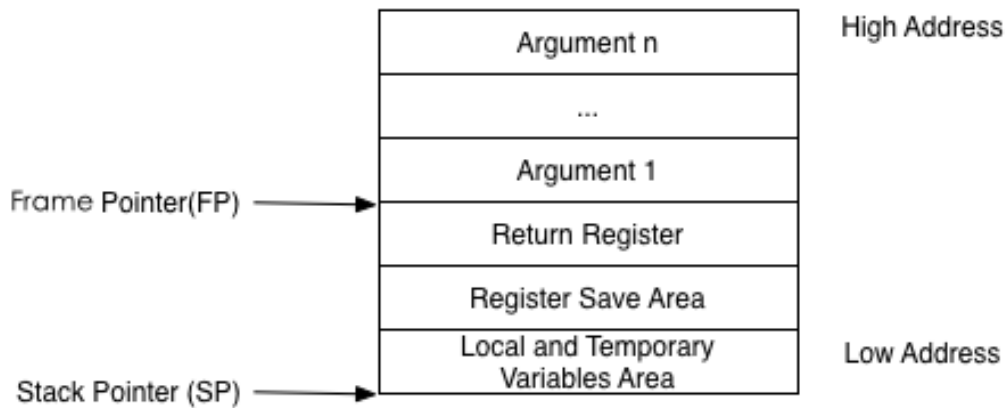 Argument n
High Address
...
Argument 1
Frame Pointer(FP)
Return Register
Register Save Area
Local and Temporary
Variables Area
Low Address
Stack Pointer (SP)